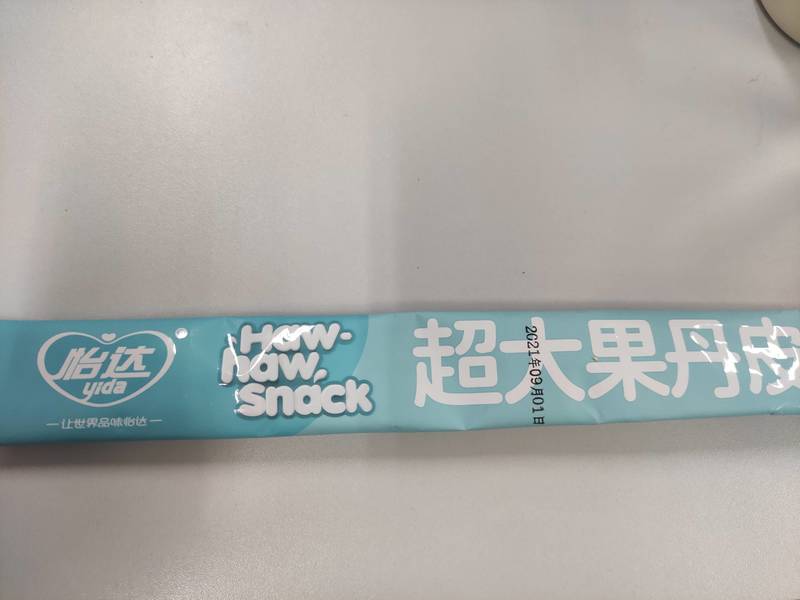 怡达
yida
让世界品味怡达
Haw-
haw,
snack
超大果丹皮
2021年09月01日